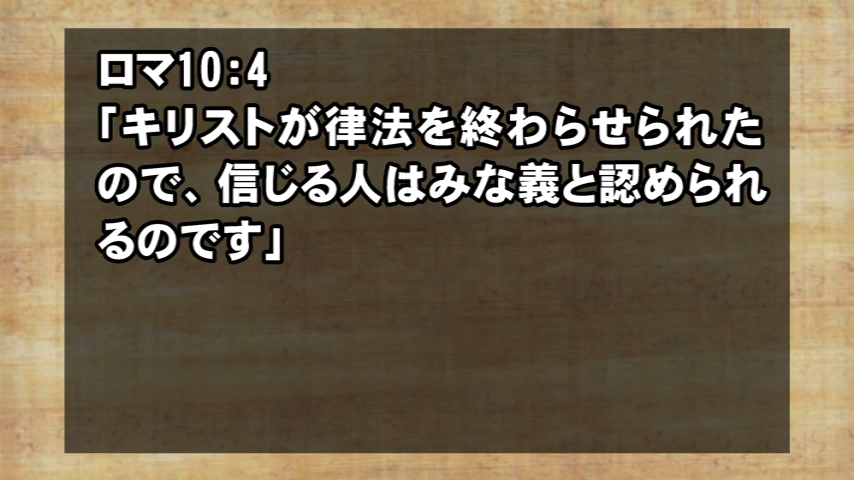 ロマ10：4
「キリストが律法を終わらせられた
ので、信じる人はみな義と認められ
るのです」